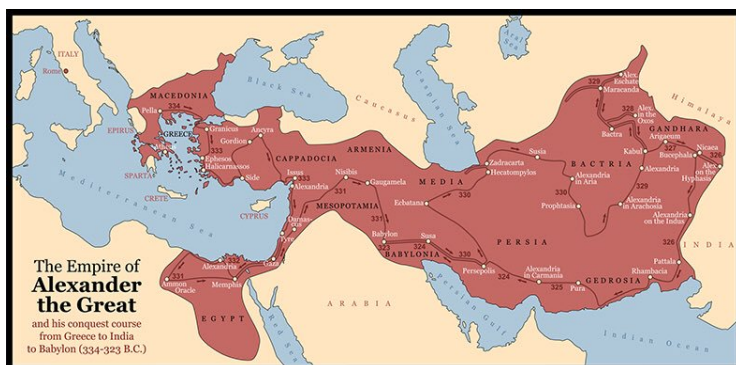 The Empire of
Alexander
the Great
and his conquest course
from Greece to India
to Babylon (334-323 B.C.)
ITALY
Rome
MACEDONIA
Pella
334
EPIRUS
GREECE
Athens
SPARTA
CRETE
Mediterranean Sea
Black Sea
Granicus
333
Ephesos
Halicarnassos
Gordion
Ancyra
Side
CAPPADOCIA
Issus
333
Alexandria
CYPRUS
Damascus
Tyre
Gaza
332
Alexandria
331
Ammon
Oracle
Memphis
EGYPT
Red Sea
ARABIA
Caucasus
ARMENIA
Nisibis
331
Gaugamela
MESOPOTAMIA
331
Babylon
323
BABYLONIA
Susa
324
330
Persepolis
324
Persian Gulf
Caspian Sea
Aral
Sea
MEDIA
Ecbatana
330
Zadracarta
Hecatompylos
Susia
PERSIA
Alexandria
in Carmania
325
Pura
GEDROSIA
Rhambacia
Pattala
326
BACTRIA
Alexandria
in Aria
330
Prophtasia
Alexandria
in Arachosia
329
Alexandria
Kabul
Bactra
328
Alex.
in the
Oxos
329
Maracanda
Alex.
Eschate
Himalaya
GANDHARA
Arigaeum
327
Bucephala
Nicaea
326
Alex.
on the
Hyphasis
Alexandria
on the Indus
INDIA
Indian Ocean